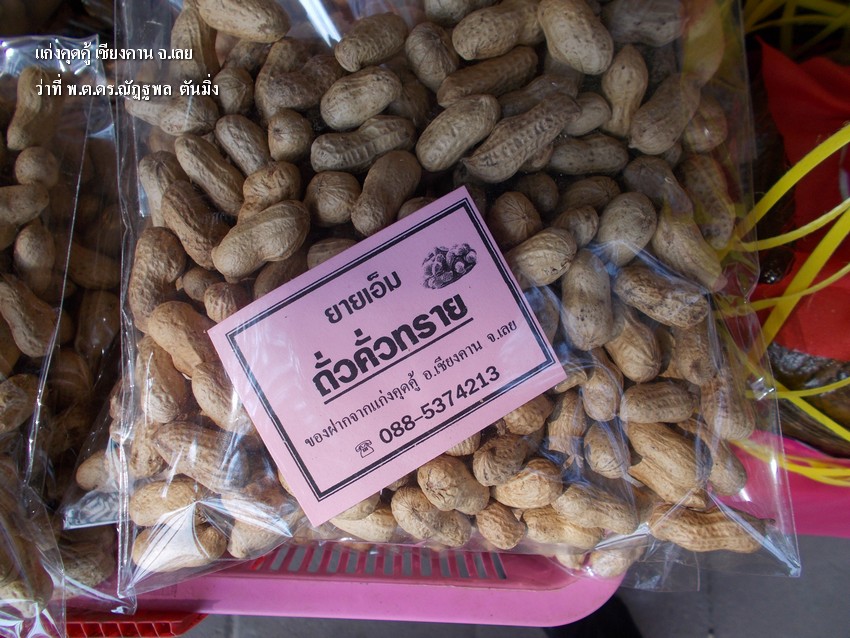 แก่งคุดคู้ เชียงคาน จ.เลย
ว่าที่ พ.ต.ดร.ณัฏฐพล ตันมิ่ง
ยายเอ็ม
ถั่วคั่วทราย
ของฝากจากแก่งคุดคู้ อ.เชียงคาน จ.เลย
☎ 088-5374213